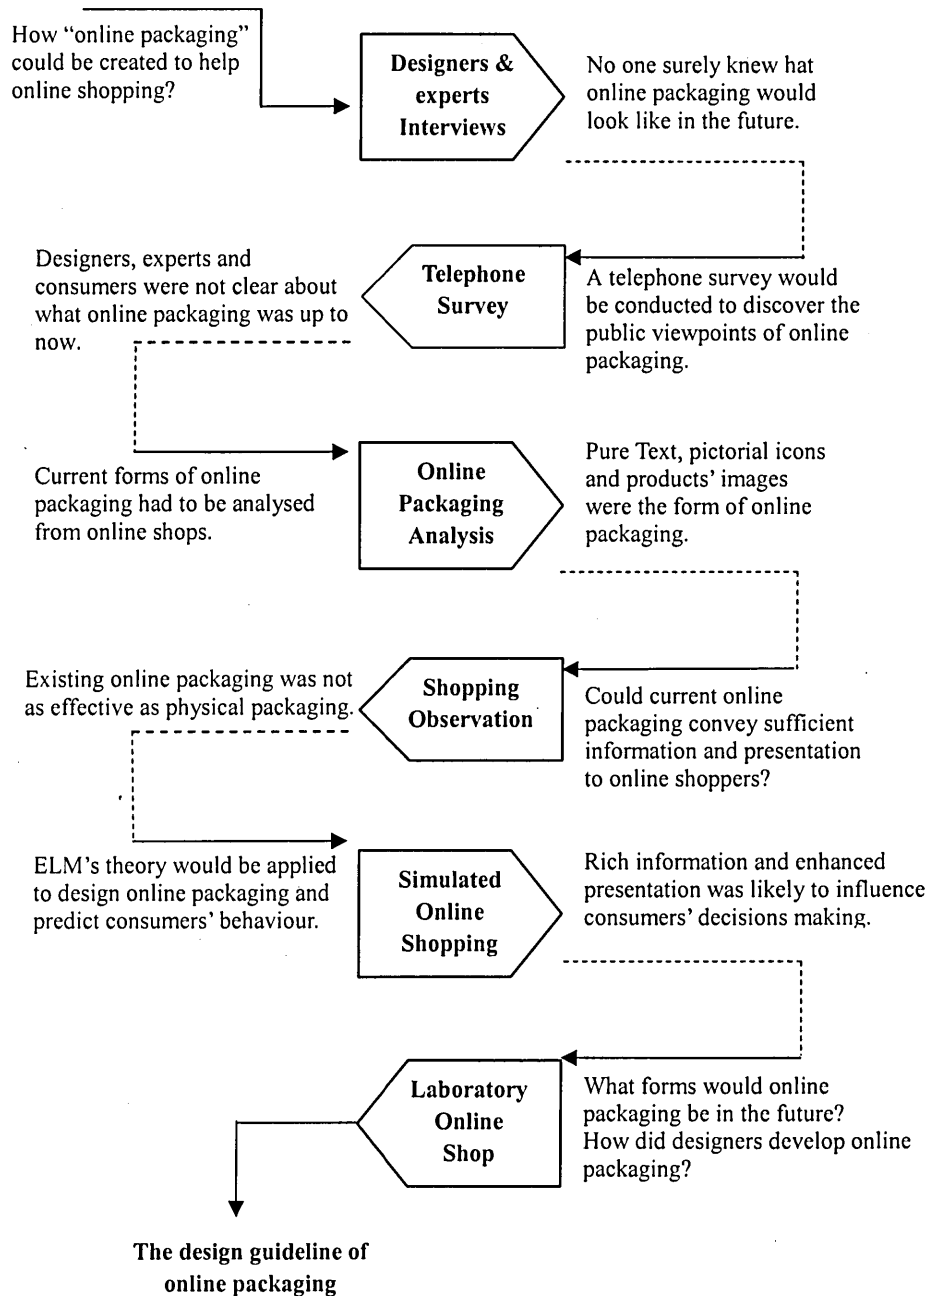 How “online packaging”
could be created to help
online shopping?
Designers &
experts
Interviews
No one surely knew hat
online packaging would
look like in the future.
Designers, experts and
consumers were not clear about
what online packaging was up to
now.
Telephone
Survey
A telephone survey would
be conducted to discover the
public viewpoints of online
packaging.
Current forms of online
packaging had to be analysed
from online shops.
Online
Packaging
Analysis
Pure Text, pictorial icons
and products’ images
were the form of online
packaging.
Existing online packaging was not
as effective as physical packaging.
Shopping
Observation
Could current online
packaging convey sufficient
information and presentation
to online shoppers?
ELM’s theory would be applied
to design online packaging and
predict consumers’ behaviour.
Simulated
Online
Shopping
Rich information and enhanced
presentation was likely to influence
consumers’ decisions making.
Laboratory
Online
Shop
What forms would online
packaging be in the future?
How did designers develop online
packaging?
The design guideline of
online packaging